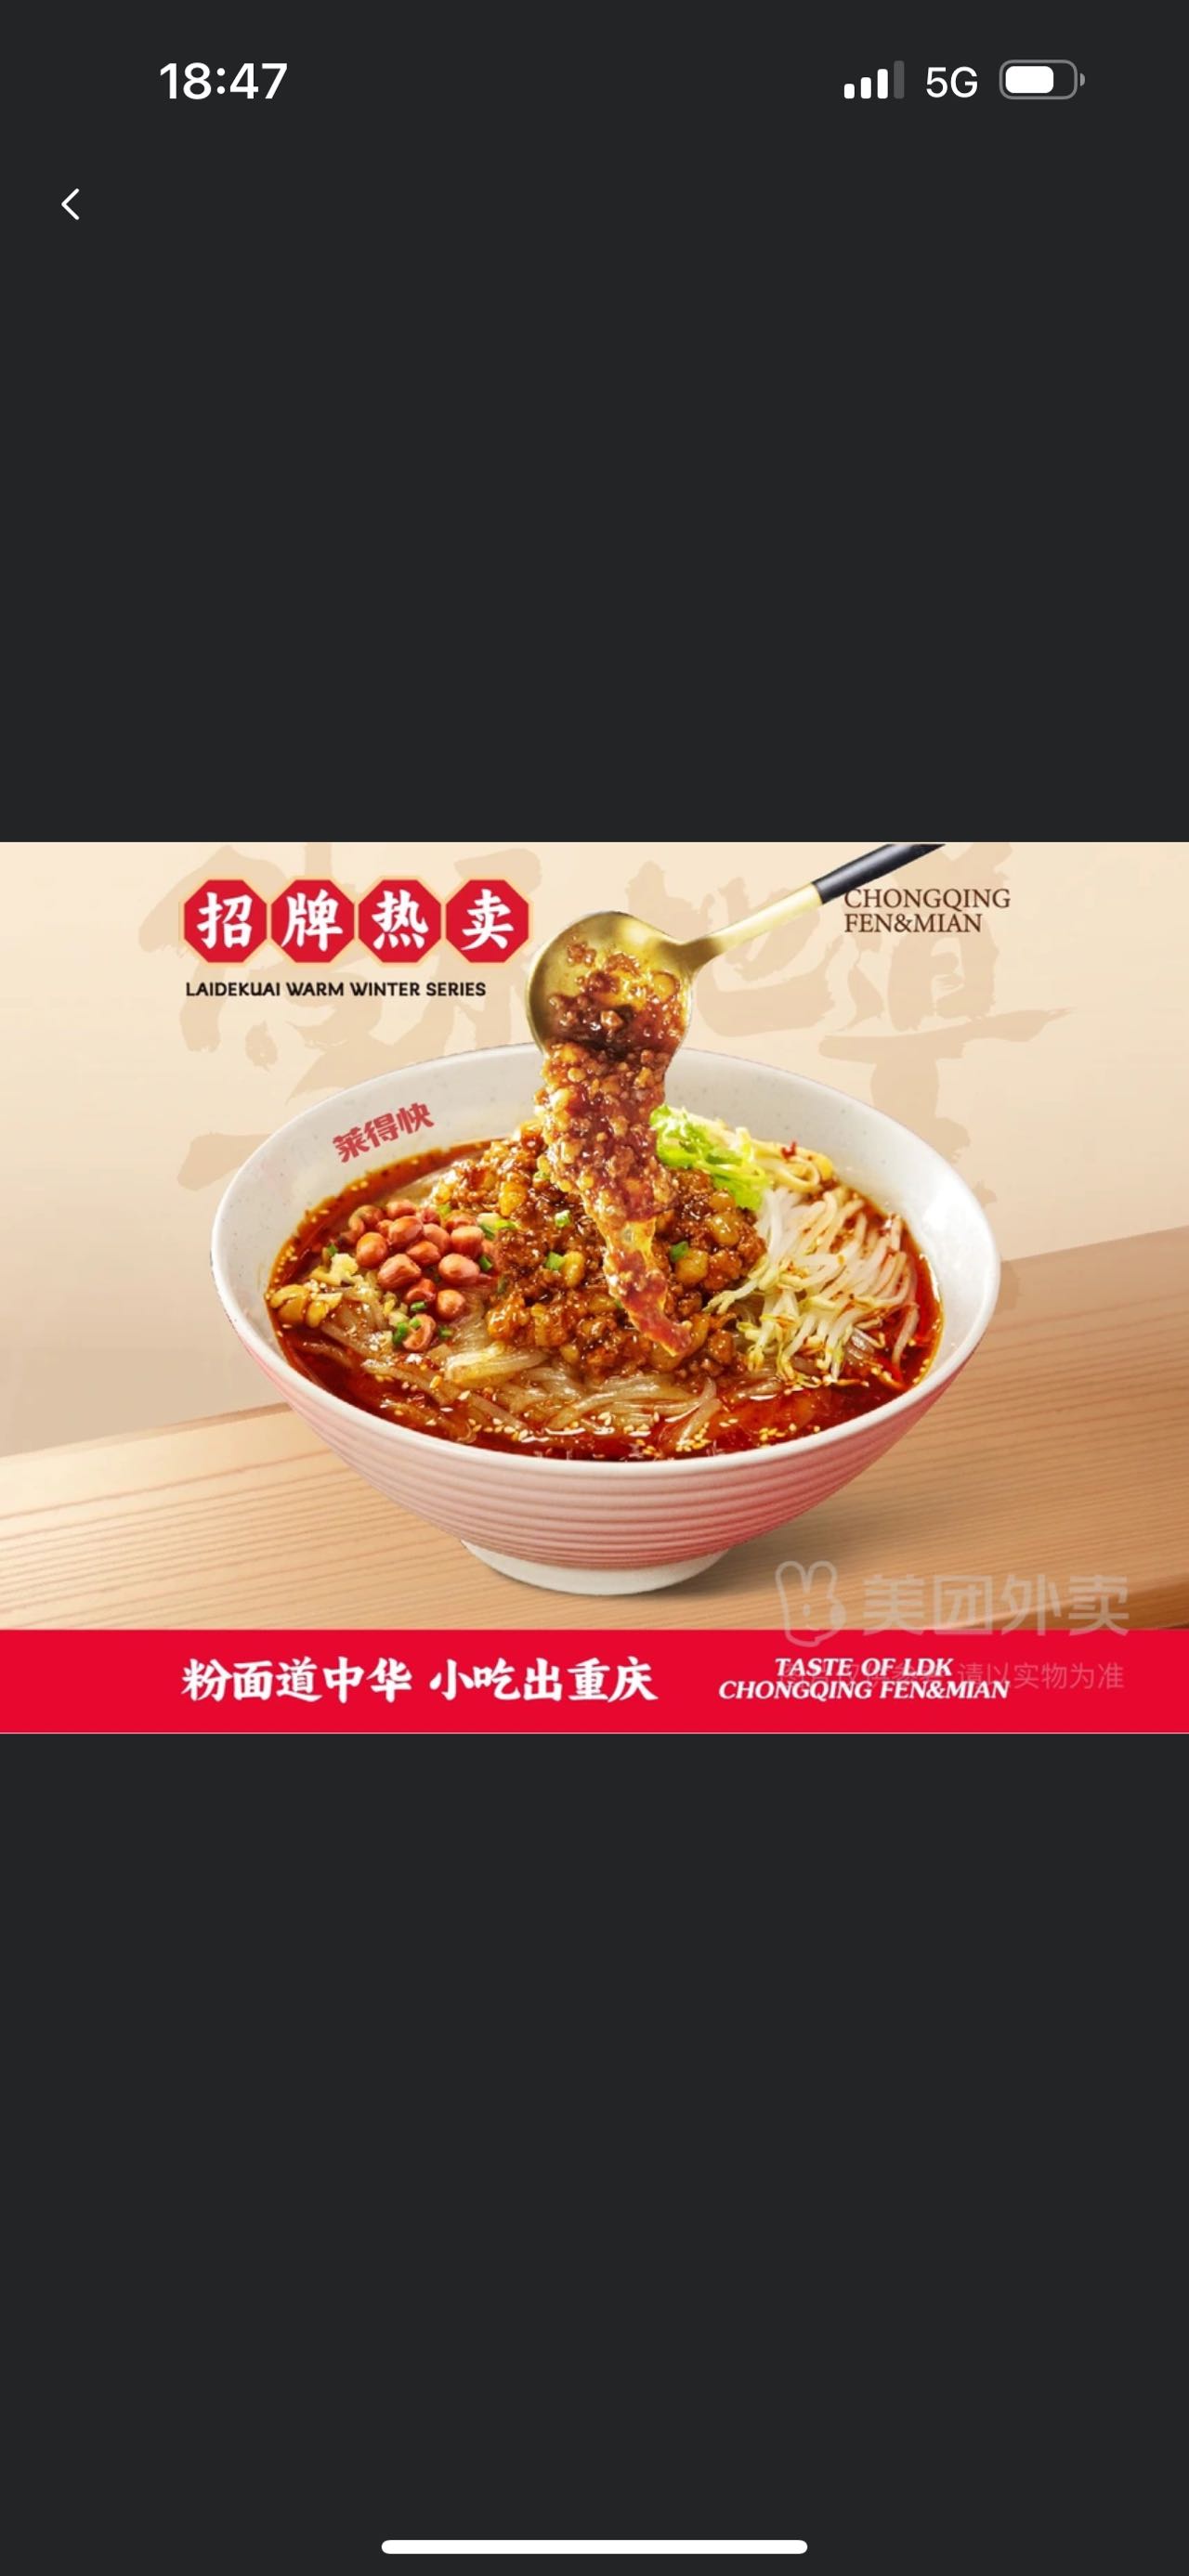 18:47
5G
招牌热卖
LAIDEKUAI WARM WINTER SERIES
CHONGQING
FEN&MIAN
莱得快
美团外卖
粉面道中华 小吃出重庆
TASTE OF LDK
CHONGQING FEN&MIAN
请以实物为准